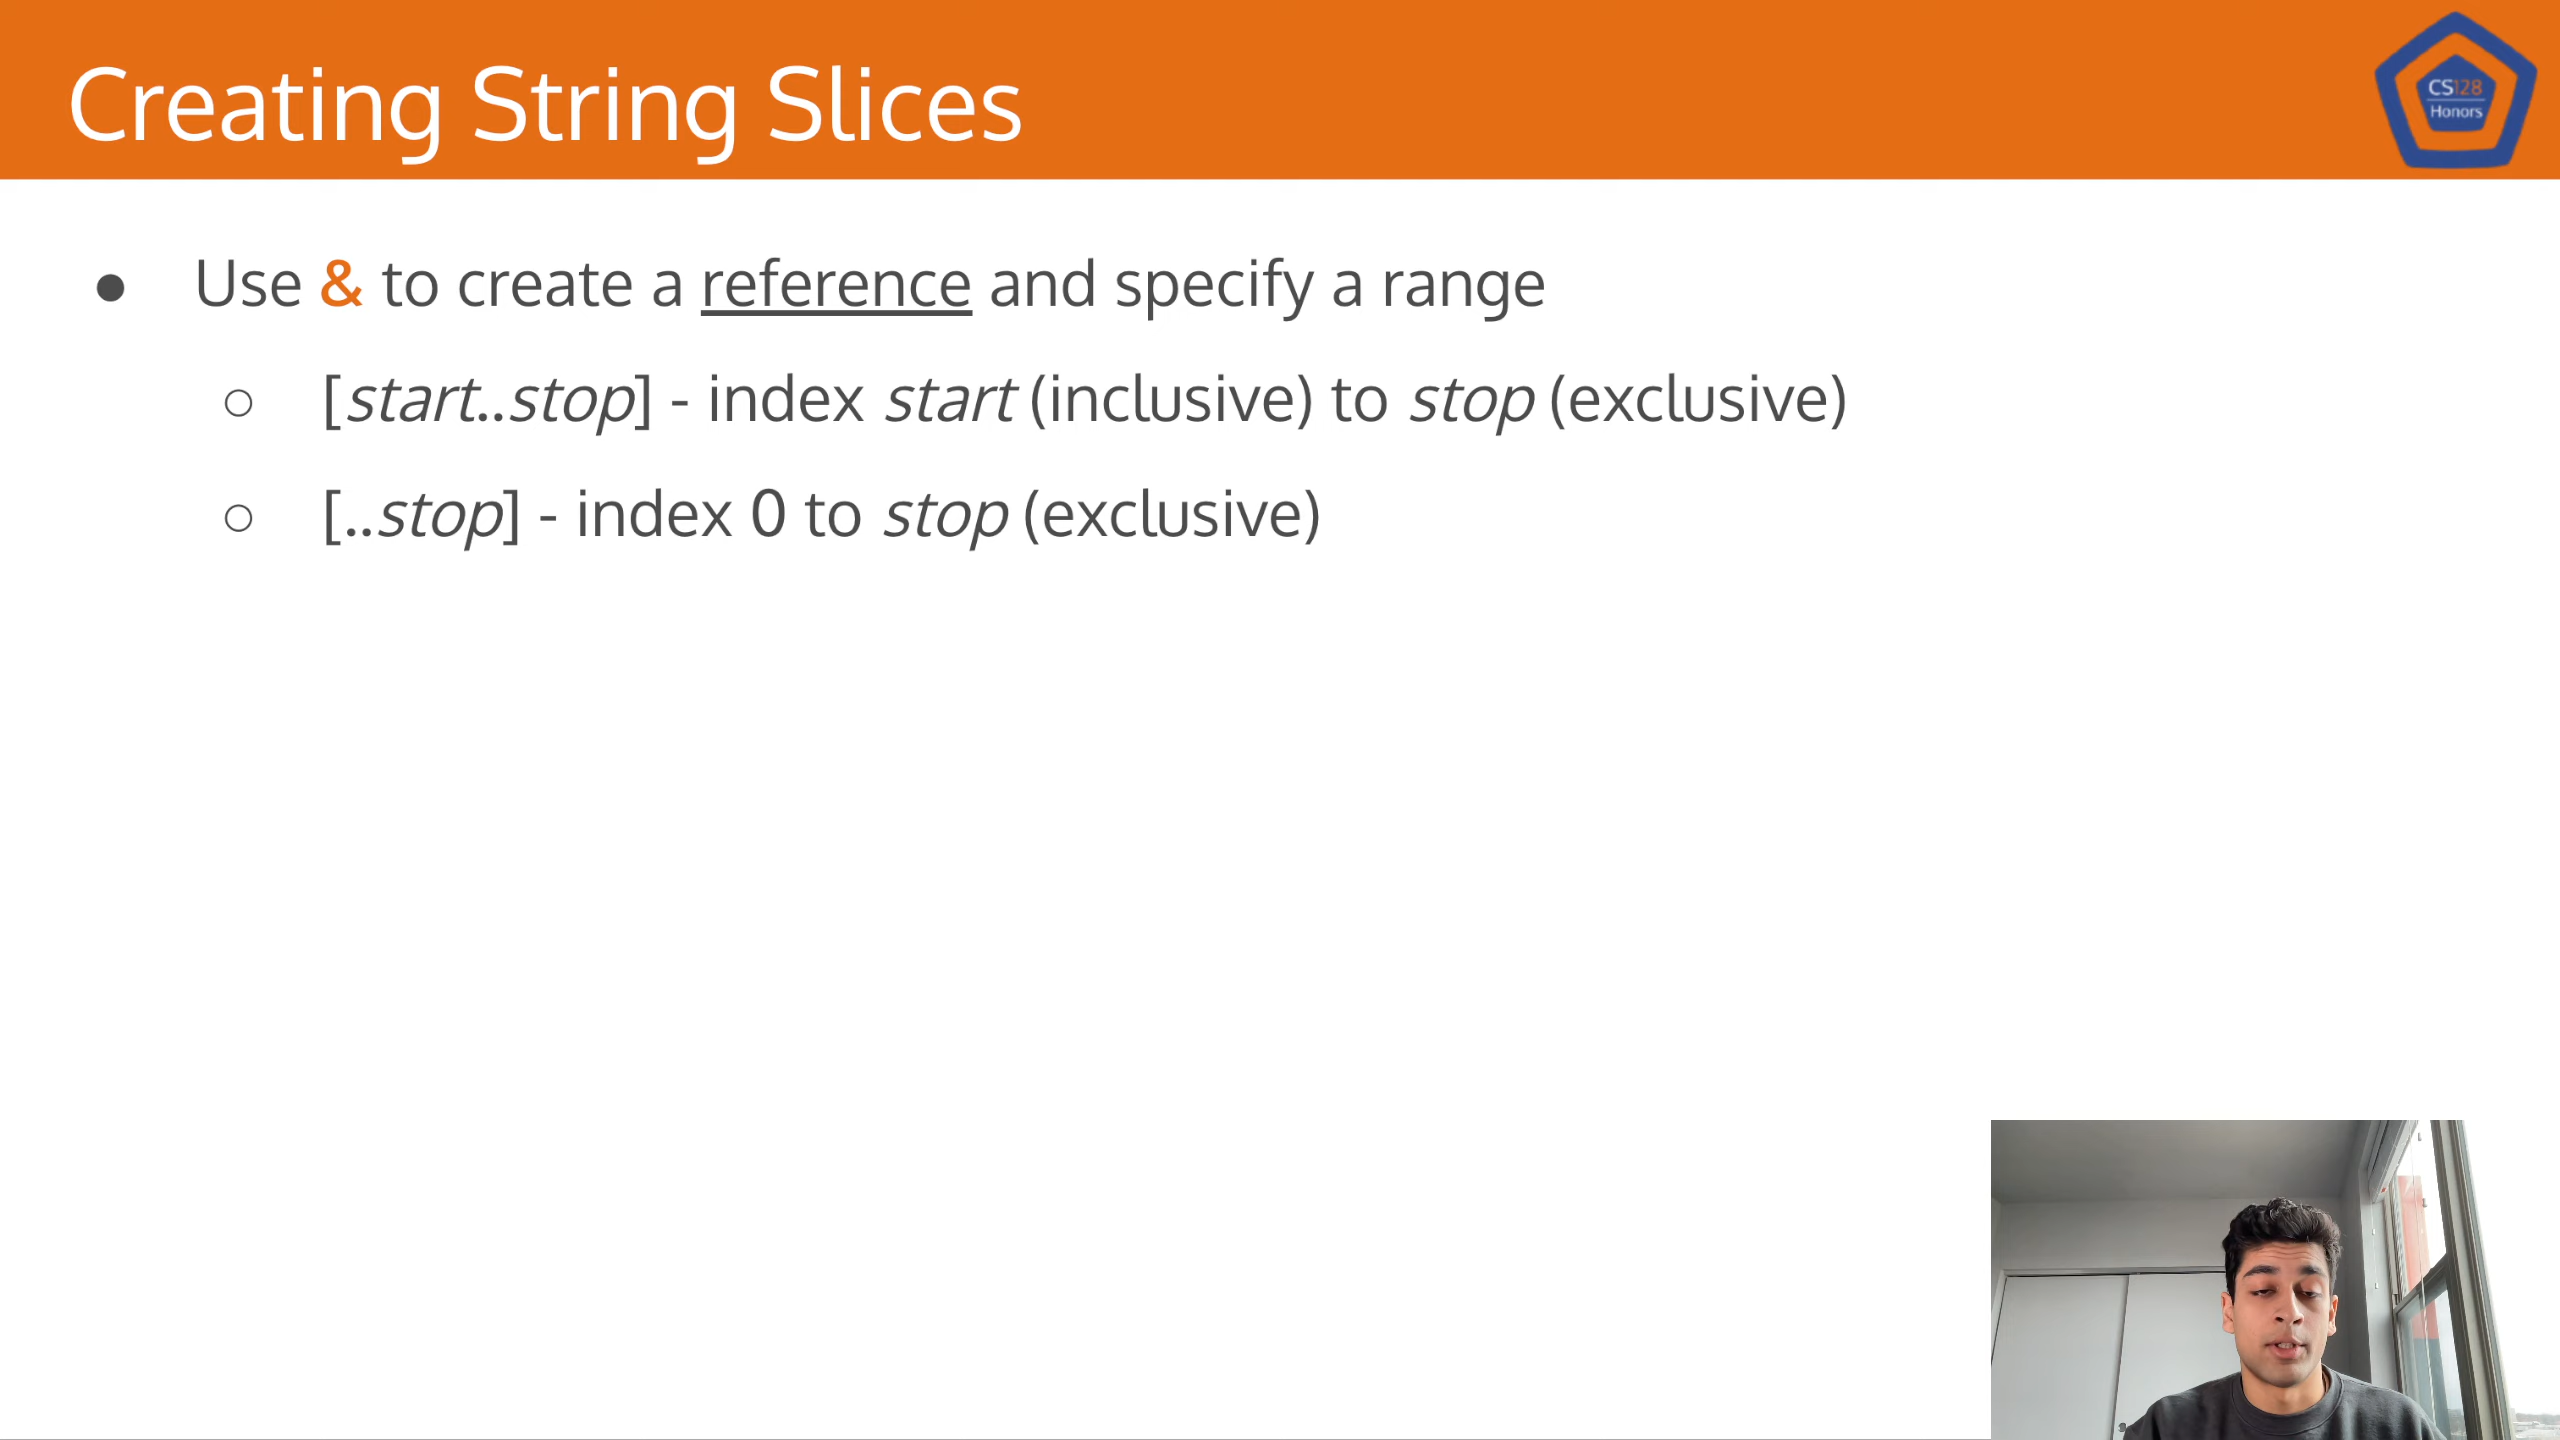 Creating String Slices
CS128
Honors
● Use & to create a reference and specify a range
○ [start..stop] - index start (inclusive) to stop (exclusive)
○ [..stop] - index 0 to stop (exclusive)